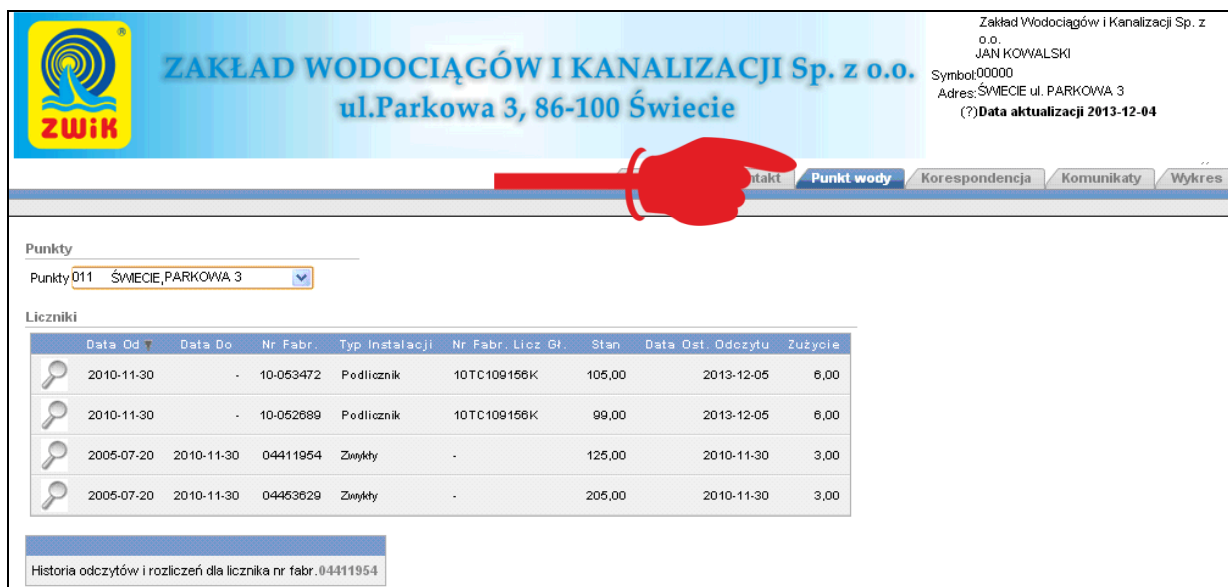 ZWiK ®
ZAKŁAD WODOCIĄGÓW I KANALIZACJI Sp. z o.o.
ul.Parkowa 3, 86-100 Świecie
Zakład Wodociągów i Kanalizacji Sp. z
o.o.
JAN KOWALSKI
Symbol:00000
Adres:ŚWIECIE ul. PARKOWA 3
(?)Data aktualizacji 2013-12-04
ntakt Punkt wody Korespondencja Komunikaty Wykres
Punkty
Punkty 011 ŚWIECIE,PARKOWA 3
Liczniki
Data Od Data Do Nr Fabr. Typ Instalacji Nr Fabr. Licz Gł. Stan Data Ost. Odczytu Zużycie
2010-11-30 - 10-053472 Podlicznik 10TC109156K 105,00 2013-12-05 6,00
2010-11-30 - 10-052689 Podlicznik 10TC109156K 99,00 2013-12-05 6,00
2005-07-20 2010-11-30 04411954 Zwykły - 125,00 2010-11-30 3,00
2005-07-20 2010-11-30 04453629 Zwykły - 205,00 2010-11-30 3,00
Historia odczytów i rozliczeń dla licznika nr fabr.04411954